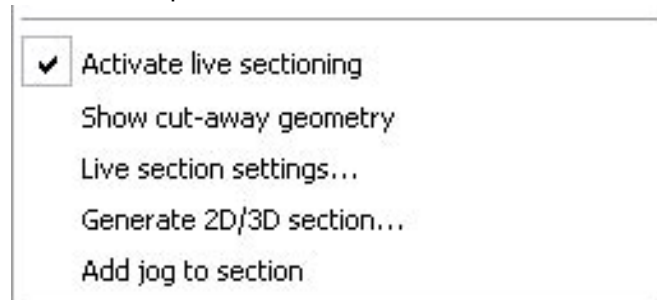 Activate live sectioning
Show cut-away geometry
Live section settings...
Generate 2D/3D section...
Add jog to section